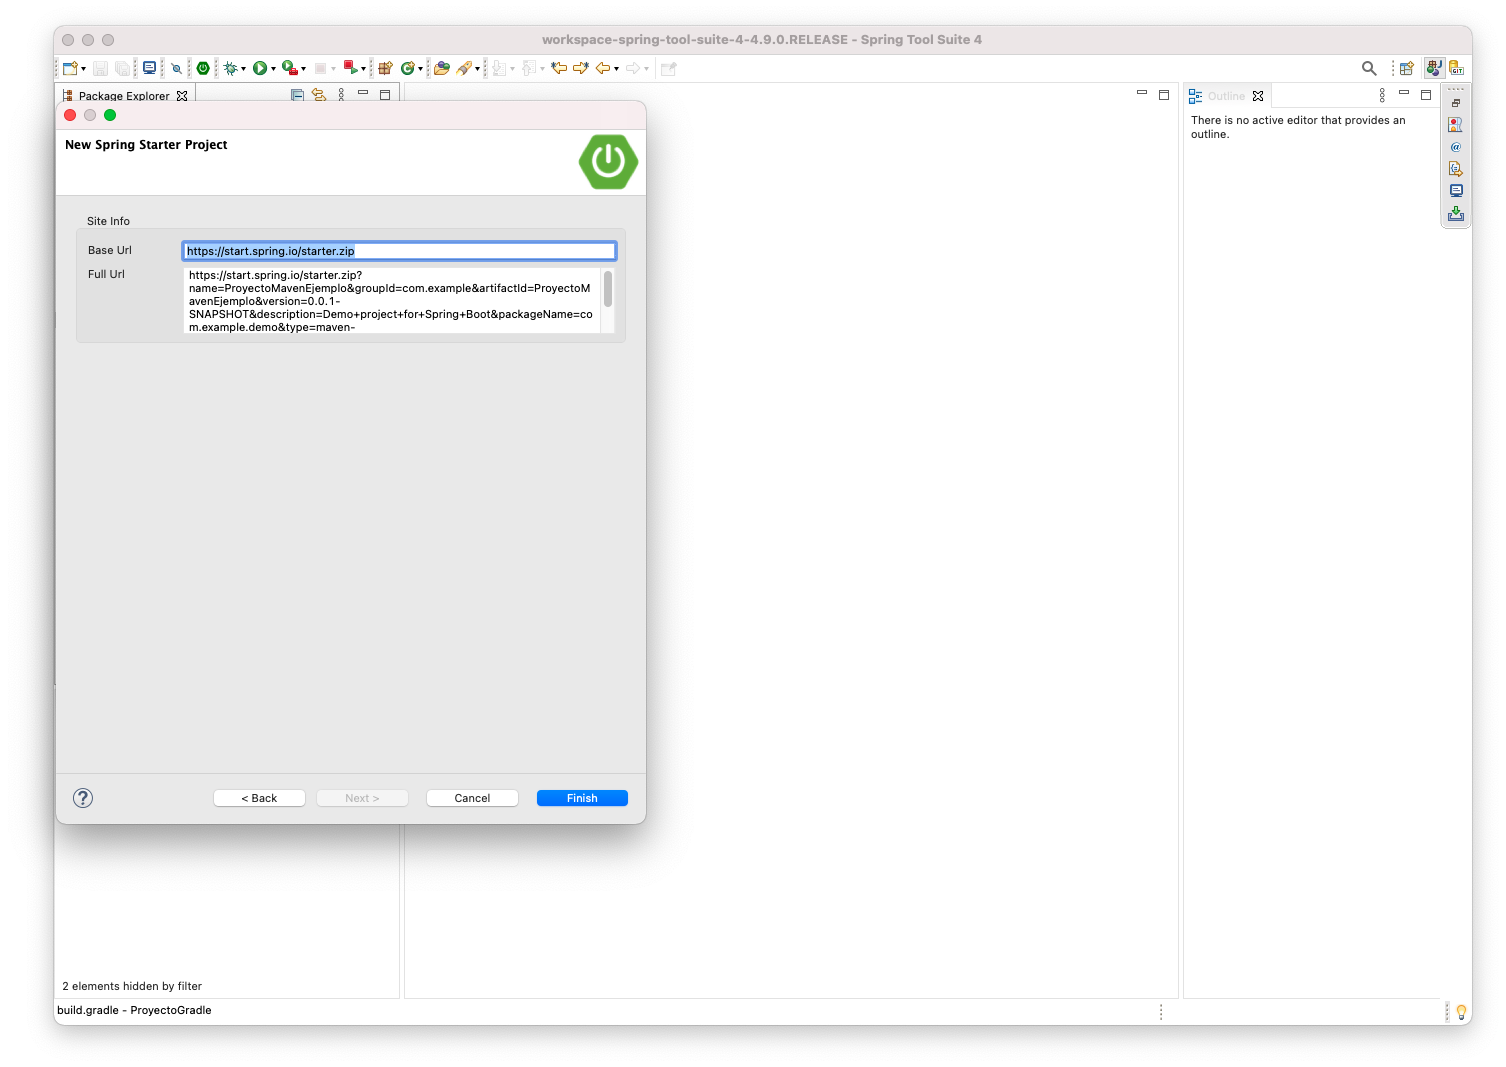 workspace-spring-tool-suite-4-4.9.0.RELEASE - Spring Tool Suite 4
Package Explorer
Outline
There is no active editor that provides an
outline.
New Spring Starter Project
Site Info
Base Url
https://start.spring.io/starter.zip
Full Url
https://start.spring.io/starter.zip?
name=ProyectoMavenEjemplo&groupId=com.example&artifactId=ProyectoM
avenEjemplo&version=0.0.1-
SNAPSHOT&description=Demo+project+for+Spring+Boot&packageName=co
m.example.demo&type=maven-
?
< Back
Next >
Cancel
Finish
2 elements hidden by filter
build.gradle - ProyectoGradle